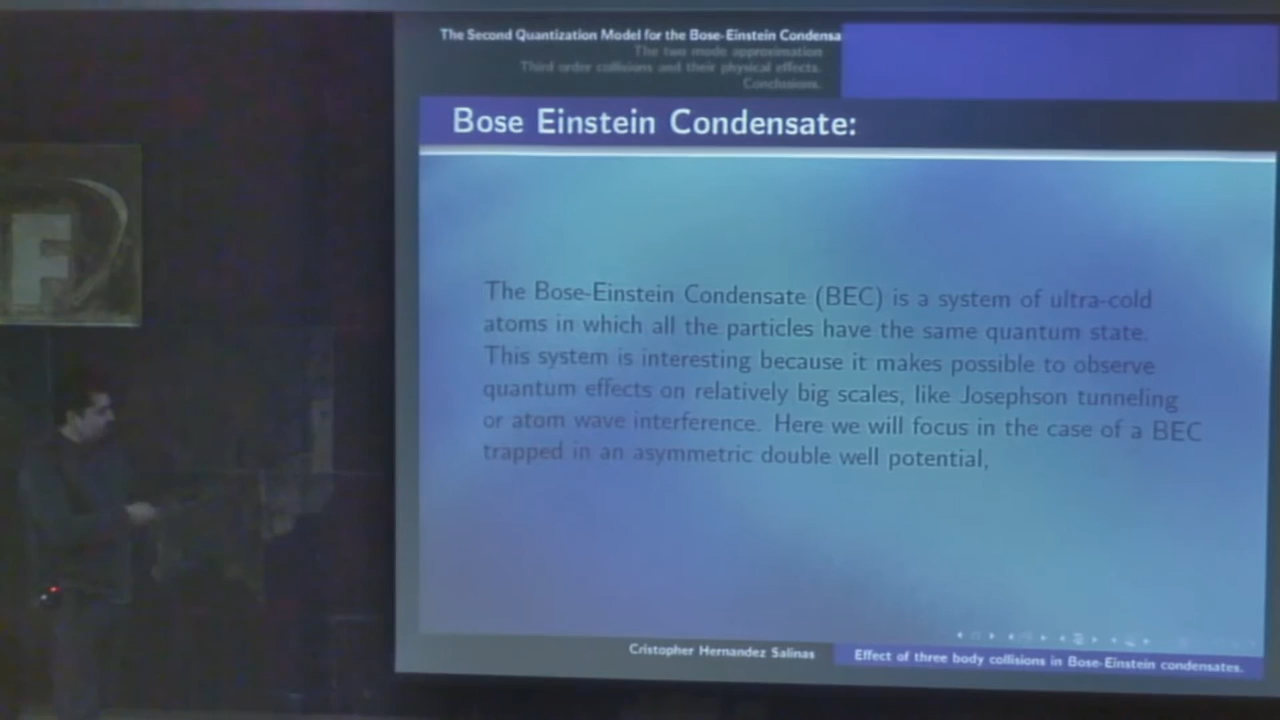 The Second Quantization Model for the Bose-Einstein Condensa
The two mode approximation
Third order collisions and their physical effects.
Conclusions.
Bose Einstein Condensate:
The Bose-Einstein Condensate (BEC) is a system of ultra-cold
atoms in which all the particles have the same quantum state.
This system is interesting because it makes possible to observe
quantum effects on relatively big scales, like Josephson tunneling
or atom wave interference. Here we will focus in the case of a BEC
trapped in an asymmetric double well potential,
Cristopher Hernandez Salinas
Effect of three body collisions in Bose-Einstein condensates.
F